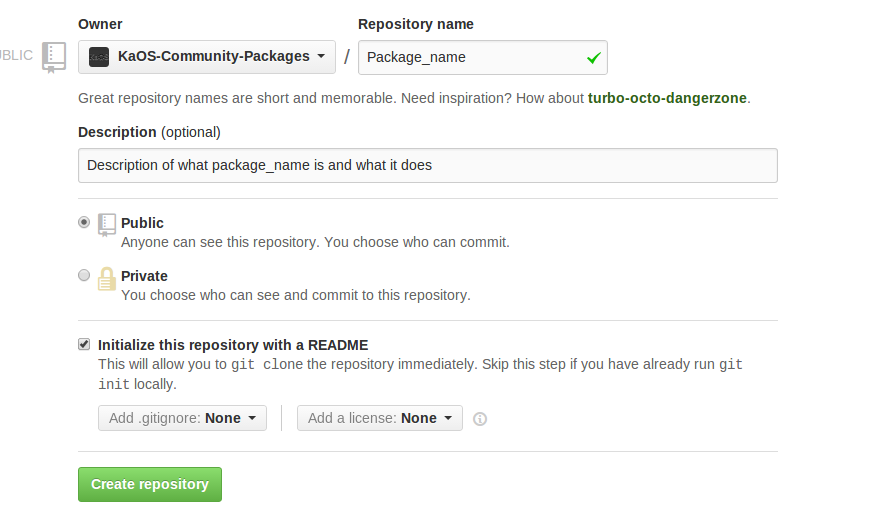 Owner
Repository name
UBLIC
KaOS-Community-Packages / Package_name
Great repository names are short and memorable. Need inspiration? How about turbo-octo-dangerzone.
Description (optional)
Description of what package_name is and what it does
Public
Anyone can see this repository. You choose who can commit.
Private
You choose who can see and commit to this repository.
Initialize this repository with a README
This will allow you to git clone the repository immediately. Skip this step if you have already run git
init locally.
Add .gitignore: None
Add a license: None
Create repository